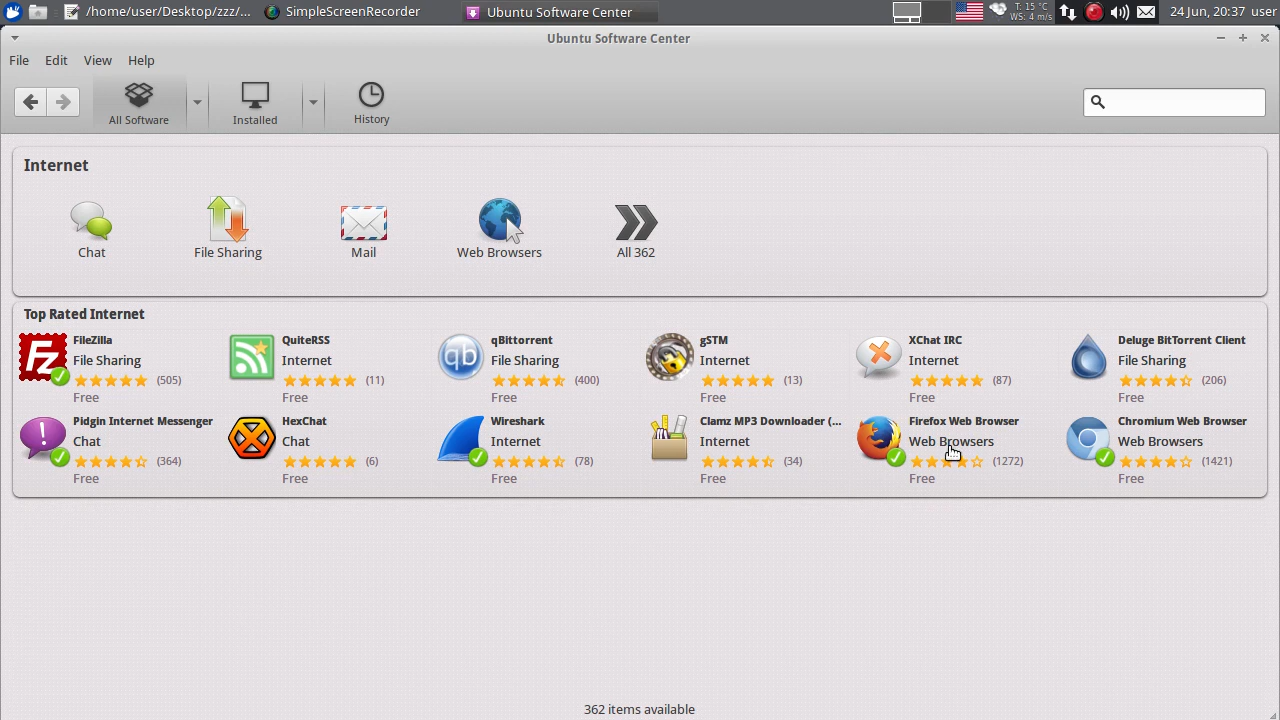 /home/user/Desktop/zzz/... SimpleScreenRecorder Ubuntu Software Center T: 15 °C WS: 4 m/s 24 Jun, 20:37 user
Ubuntu Software Center
File Edit View Help
All Software Installed History
Internet
Chat File Sharing Mail Web Browsers All 362
Top Rated Internet
FileZilla QuiteRSS qBittorrent gSTM XChat IRC Deluge BitTorrent Client
File Sharing Internet File Sharing Internet Internet File Sharing
(505) (11) (400) (13) (87) (206)
Free Free Free Free Free Free
Pidgin Internet Messenger HexChat Wireshark Clamz MP3 Downloader (... Firefox Web Browser Chromium Web Browser
Chat Chat Internet Internet Web Browsers Web Browsers
(364) (6) (78) (34) (1272) (1421)
Free Free Free Free Free Free
362 items available